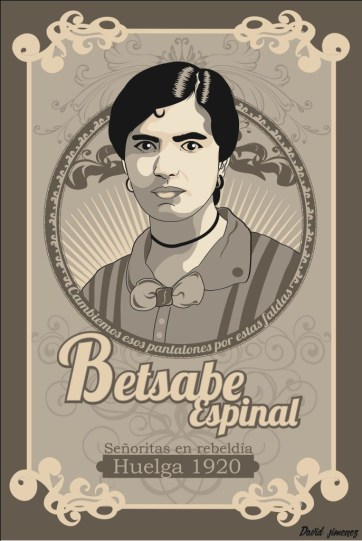 ¡Cambiemos esos pantalones por estas faldas!
Betsabe
Espinal
Señoritas en rebeldía
Huelga 1920
David jimenez